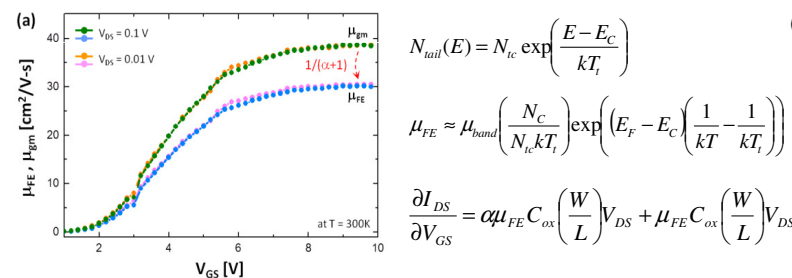 (a)
V_DS = 0.1 V
V_DS = 0.01 V
μ_gm
1/(α+1)
μ_FE
at T = 300K
40
30
20
10
0
2 4 6 8 10
μ_FE , μ_gm [cm²/V-s]
V_GS [V]
N_tail(E) = N_tc exp((E − E_C)/(kT_t))
μ_FE ≈ μ_band (N_C/(N_tc kT_t)) exp((E_F − E_C)(1/(kT) − 1/(kT_t)))
∂I_DS/∂V_GS = αμ_FE C_ox (W/L) V_DS + μ_FE C_ox (W/L) V_DS